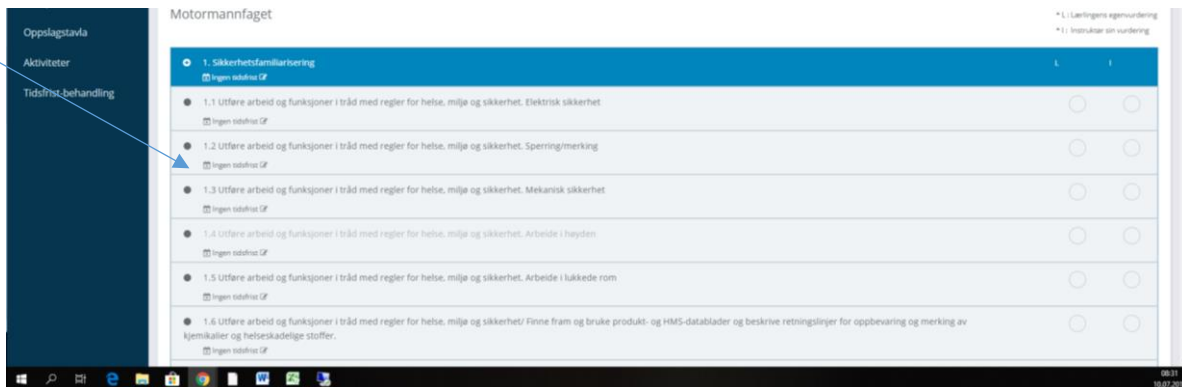 Motormannfaget
* L : Lærlingens egenvurdering
* I : Instruktør sin vurdering
Oppslagstavla
Aktiviteter
Tidsfrist-behandling
1. Sikkerhetsfamiliarisering
L I
Ingen tidsfrist
1.1 Utføre arbeid og funksjoner i tråd med regler for helse, miljø og sikkerhet. Elektrisk sikkerhet
Ingen tidsfrist
1.2 Utføre arbeid og funksjoner i tråd med regler for helse, miljø og sikkerhet. Sperring/merking
Ingen tidsfrist
1.3 Utføre arbeid og funksjoner i tråd med regler for helse, miljø og sikkerhet. Mekanisk sikkerhet
Ingen tidsfrist
1.4 Utføre arbeid og funksjoner i tråd med regler for helse, miljø og sikkerhet. Arbeide i høyden
Ingen tidsfrist
1.5 Utføre arbeid og funksjoner i tråd med regler for helse, miljø og sikkerhet. Arbeide i lukkede rom
Ingen tidsfrist
1.6 Utføre arbeid og funksjoner i tråd med regler for helse, miljø og sikkerhet/ Finne fram og bruke produkt- og HMS-datablader og beskrive retningslinjer for oppbevaring og merking av
kjemikalier og helseskadelige stoffer.
Ingen tidsfrist
08:31